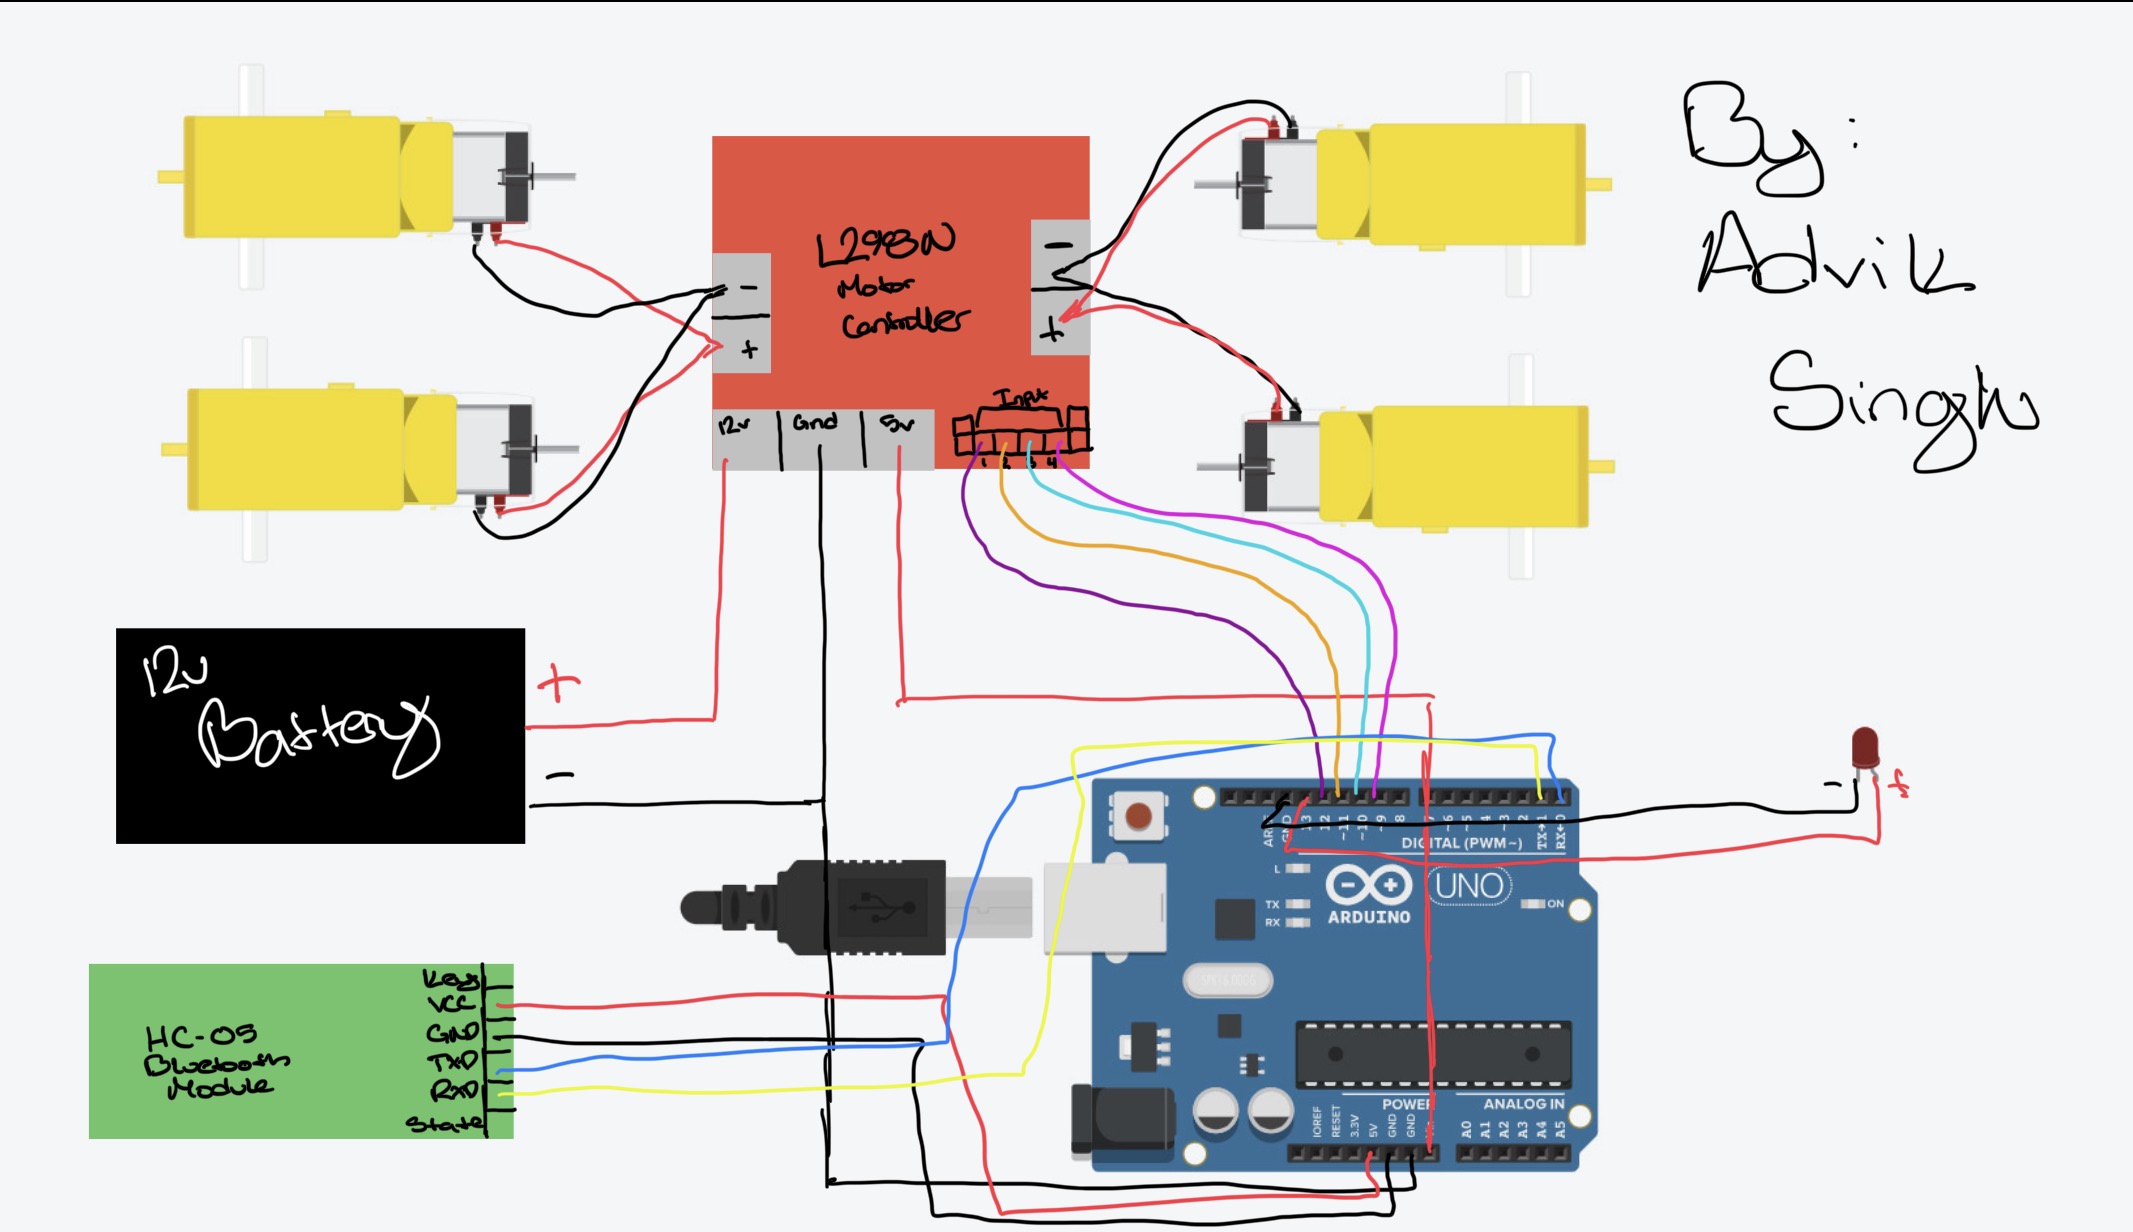 By:
Advik
Singh
L298N
Motor
Controller
-
+
-
+
Input
12v
Gnd
5v
1
2
3
4
12v
Battery
+
-
-
+
Key
VCC
GND
TXD
RXD
State
HC-05
Bluetooth
Module
GND
13
12
~11
~10
~9
8
~6
~5
4
~3
2
TX→1
RX←0
DIGITAL (PWM~)
L
TX
RX
UNO
ARDUINO
ON
POWER
ANALOG IN
IOREF
RESET
3.3V
5V
GND
GND
A0
A1
A2
A3
A4
A5